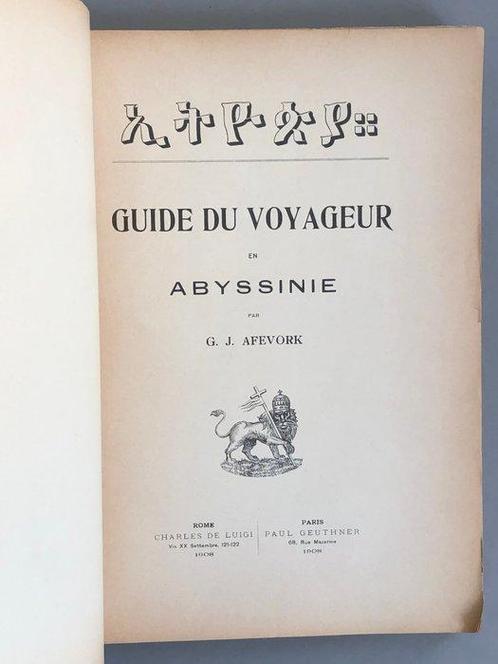 ኢትዮጵያ።
GUIDE DU VOYAGEUR
EN
ABYSSINIE
PAR
G. J. AFEVORK
ROME
CHARLES DE LUIGI
Via XX Settembre, 121-122
1908
PARIS
PAUL GEUTHNER
68, Rue Mazarine
1908